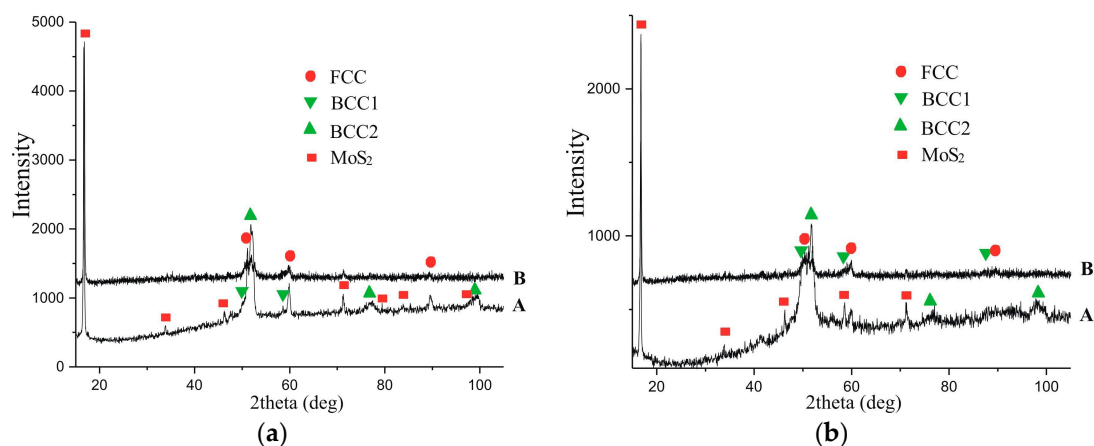 (a)
Intensity
5000
4000
3000
2000
1000
0
20
40
60
80
100
2theta (deg)
FCC
BCC1
BCC2
MoS₂
B
A
(b)
Intensity
2000
1000
20
40
60
80
100
2theta (deg)
FCC
BCC1
BCC2
MoS₂
B
A